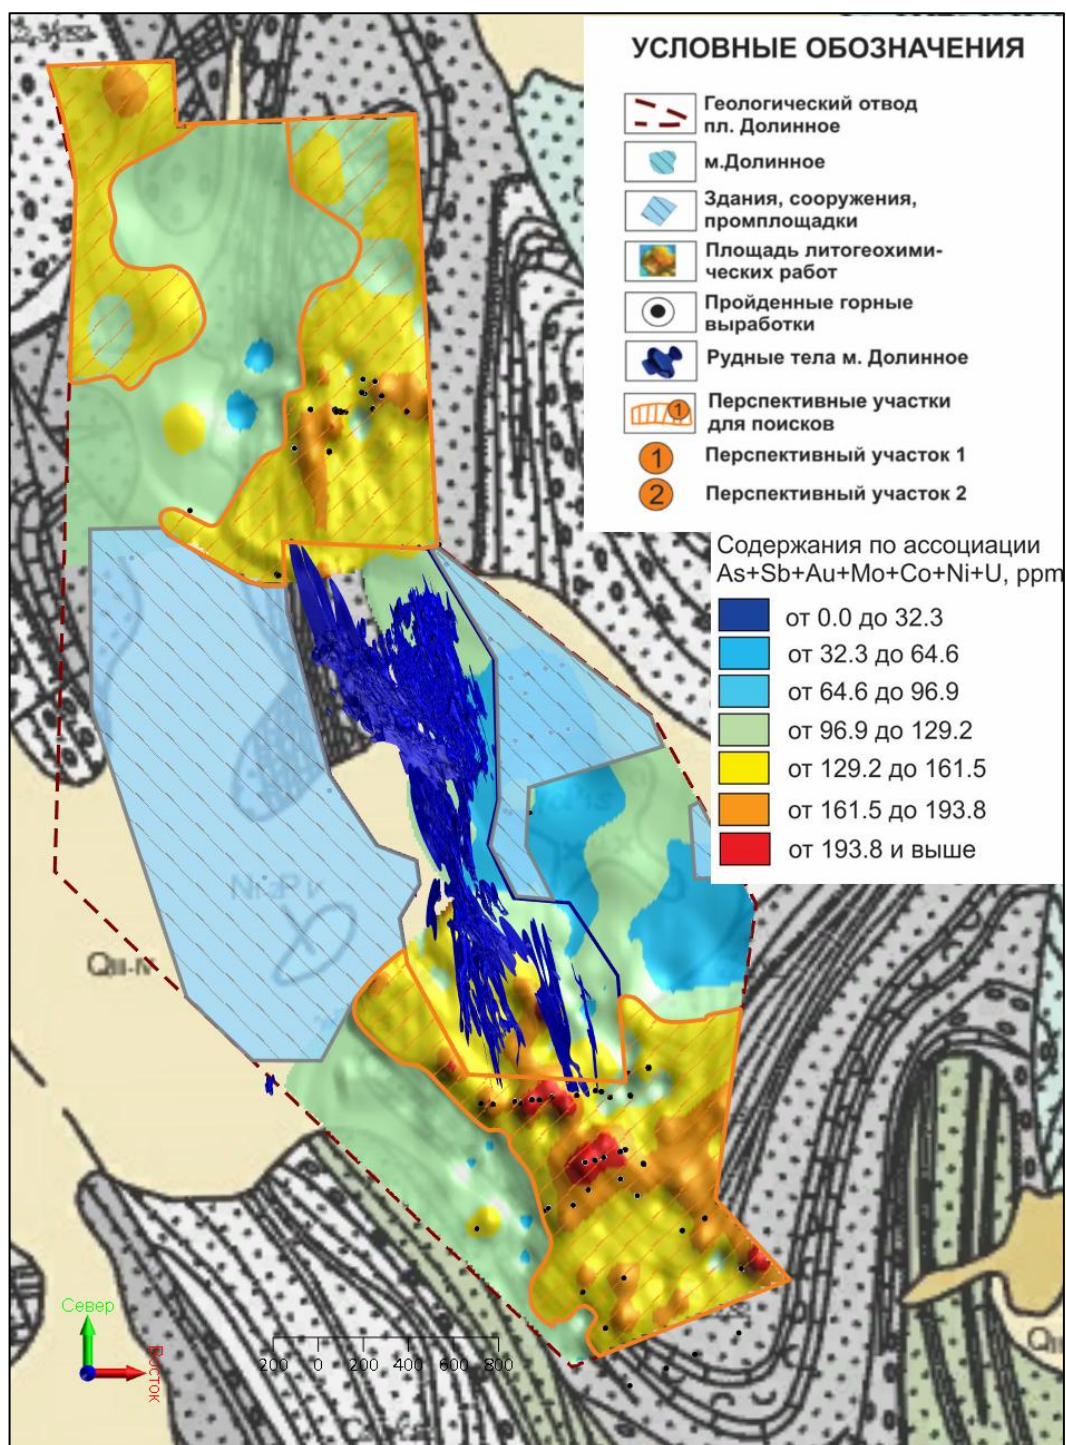 УСЛОВНЫЕ ОБОЗНАЧЕНИЯ
Геологический отвод
пл. Долинное
м.Долинное
Здания, сооружения,
промплощадки
Площадь литогеохими-
ческих работ
Пройденные горные
выработки
Рудные тела м. Долинное
1
Перспективные участки
для поисков
1
Перспективный участок 1
2
Перспективный участок 2
Содержания по ассоциации
As+Sb+Au+Mo+Co+Ni+U, ppm
от 0.0 до 32.3
от 32.3 до 64.6
от 64.6 до 96.9
от 96.9 до 129.2
от 129.2 до 161.5
от 161.5 до 193.8
от 193.8 и выше
QIII-IV
Север
Восток
200 0 200 400 600 800